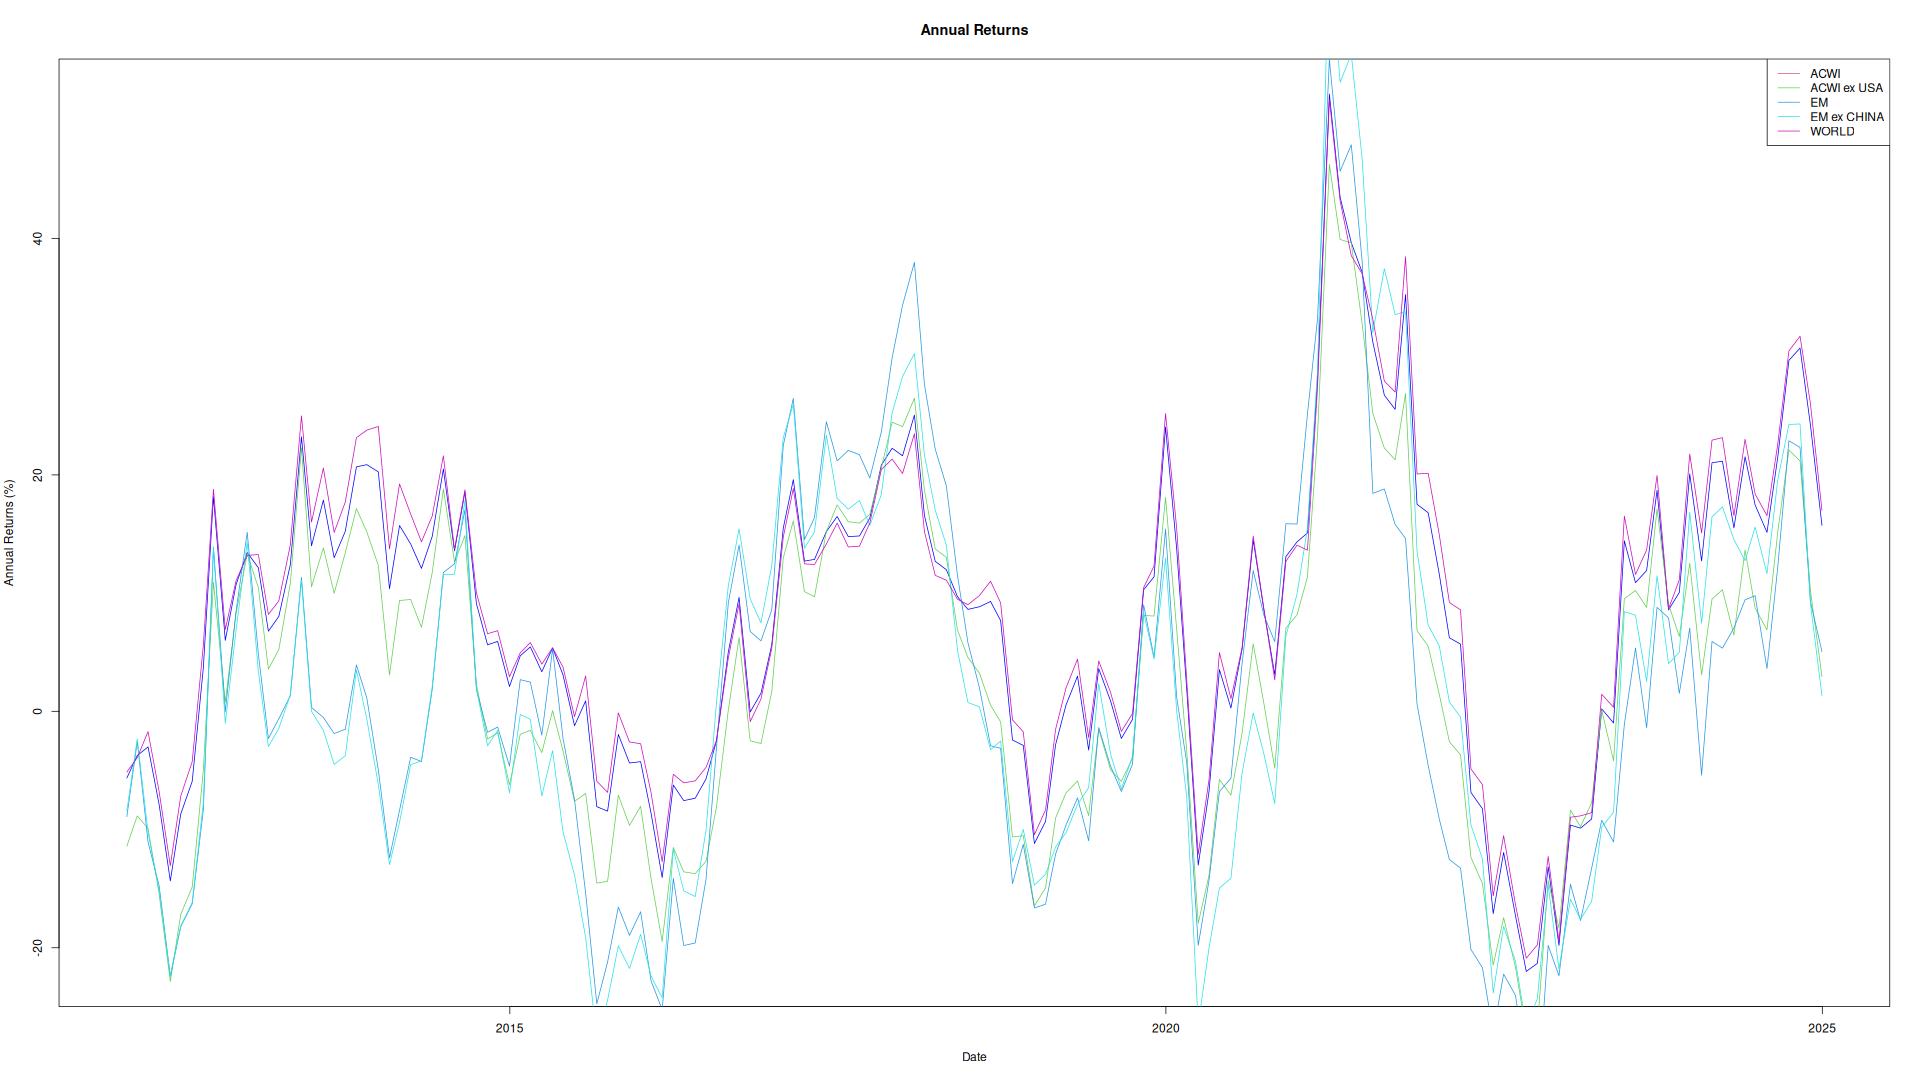 Annual Returns
ACWI
ACWI ex USA
EM
EM ex CHINA
WORLD
Annual Returns (%)
40
20
0
-20
2015
2020
2025
Date